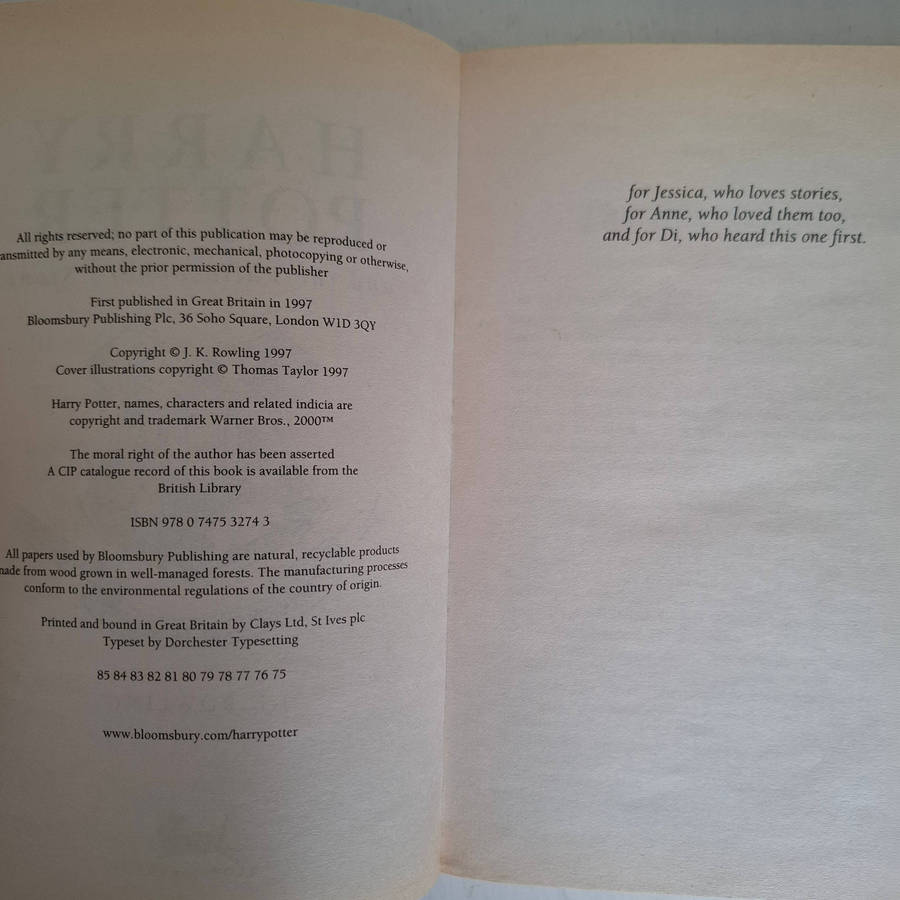 HARRY
POTTER
All rights reserved; no part of this publication may be reproduced or
ansmitted by any means, electronic, mechanical, photocopying or otherwise,
without the prior permission of the publisher
First published in Great Britain in 1997
Bloomsbury Publishing Plc, 36 Soho Square, London W1D 3QY
Copyright © J. K. Rowling 1997
Cover illustrations copyright © Thomas Taylor 1997
Harry Potter, names, characters and related indicia are
copyright and trademark Warner Bros., 2000™
The moral right of the author has been asserted
A CIP catalogue record of this book is available from the
British Library
ISBN 978 0 7475 3274 3
All papers used by Bloomsbury Publishing are natural, recyclable products
made from wood grown in well-managed forests. The manufacturing processes
conform to the environmental regulations of the country of origin.
Printed and bound in Great Britain by Clays Ltd, St Ives plc
Typeset by Dorchester Typesetting
85 84 83 82 81 80 79 78 77 76 75
www.bloomsbury.com/harrypotter
for Jessica, who loves stories,
for Anne, who loved them too,
and for Di, who heard this one first.